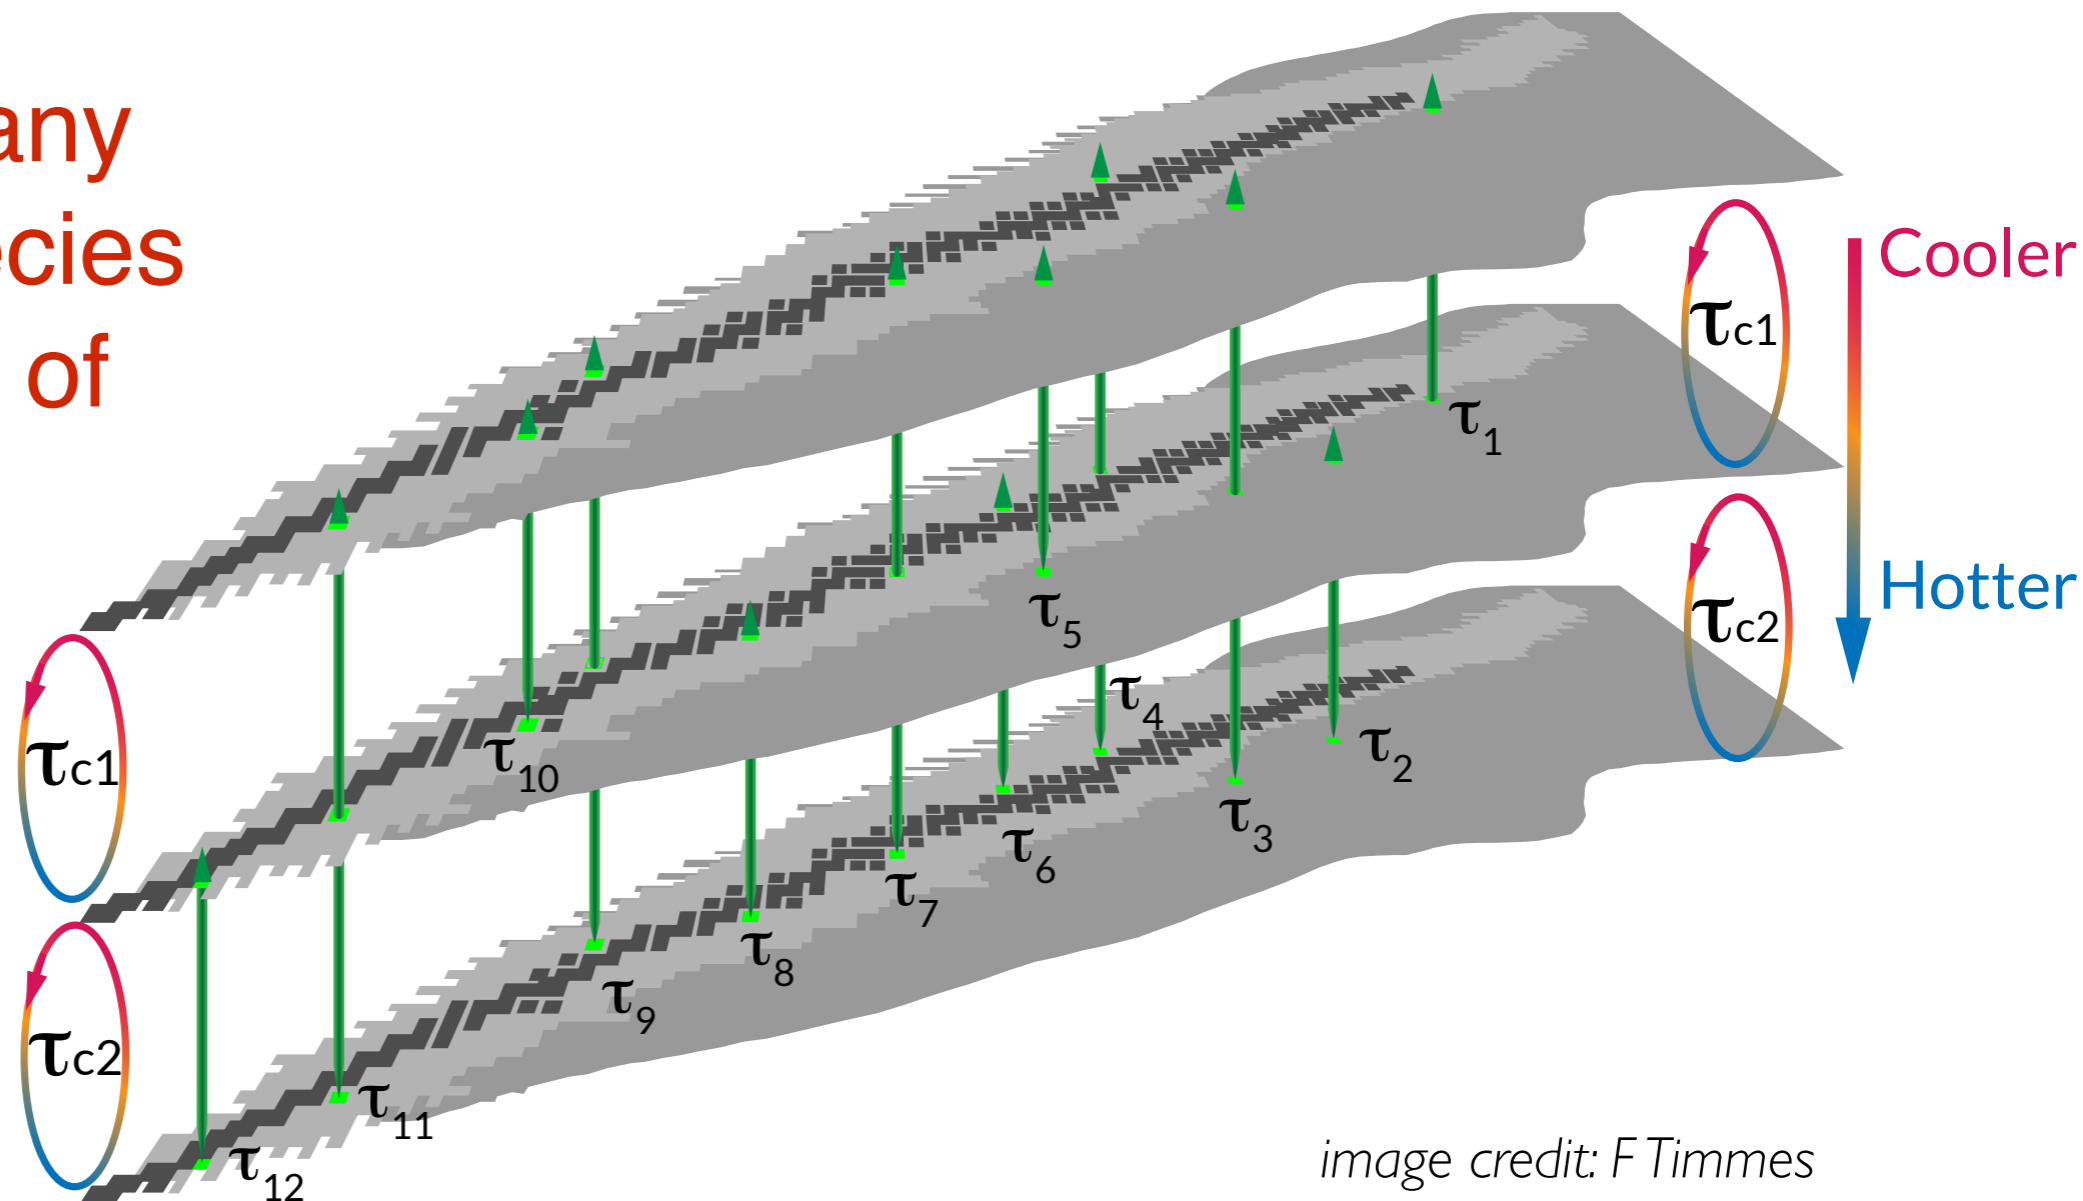 any
ecies
of
Cooler
τc1
τ1
Hotter
τ5
τc2
τ4
τ2
τc1
τ10
τ3
τ6
τ7
τ8
τ9
τc2
τ11
τ12
image credit: F Timmes